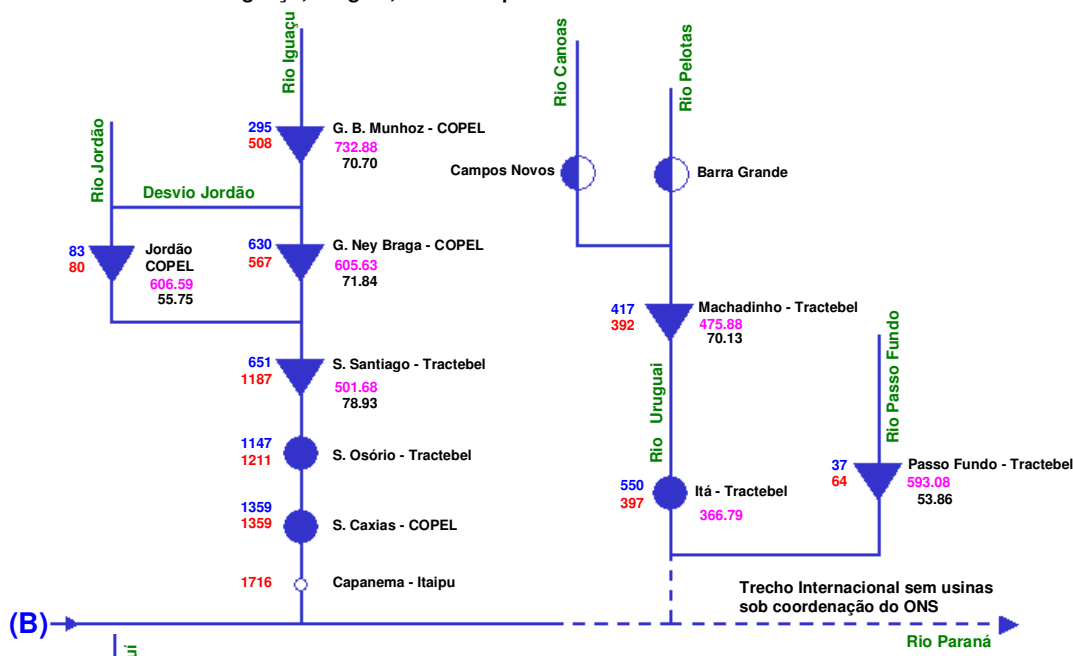 Rio Iguaçu
Rio Canoas
Rio Pelotas
Rio Jordão
295
508
G. B. Munhoz - COPEL
732.88
70.70
Campos Novos
Barra Grande
Desvio Jordão
83
80
Jordão
COPEL
606.59
55.75
630
567
G. Ney Braga - COPEL
605.63
71.84
417
392
Machadinho - Tractebel
475.88
70.13
Rio Passo Fundo
651
1187
S. Santiago - Tractebel
501.68
78.93
Rio Uruguai
1147
1211
S. Osório - Tractebel
550
397
Itá - Tractebel
366.79
37
64
Passo Fundo - Tractebel
593.08
53.86
1359
1359
S. Caxias - COPEL
1716
Capanema - Itaipu
Trecho Internacional sem usinas
sob coordenação do ONS
(B)
Rio Paraná